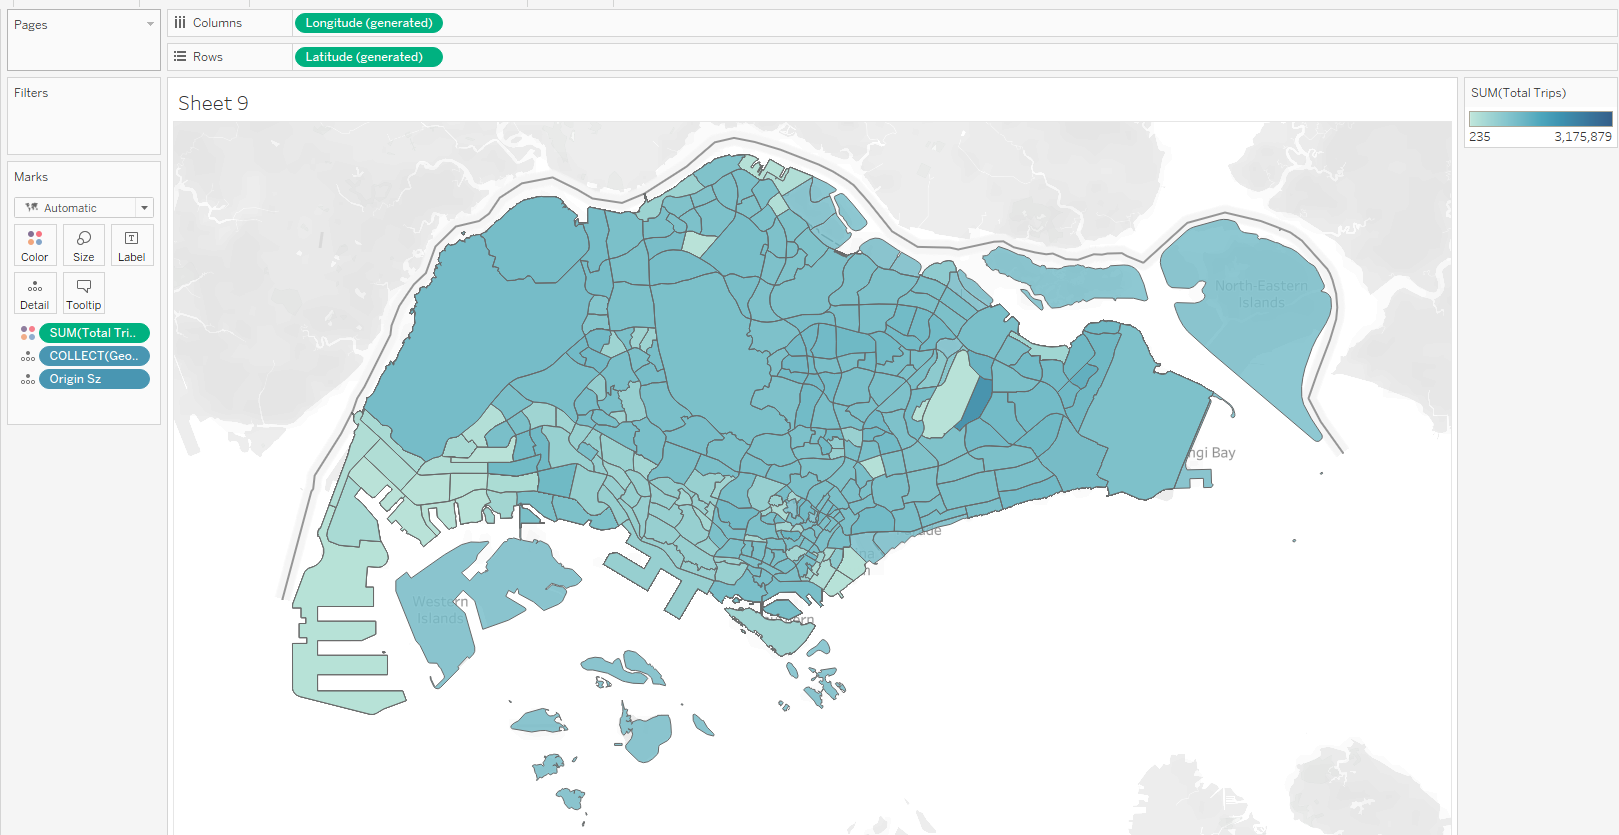 Pages
Columns
Longitude (generated)
Rows
Latitude (generated)
Filters
Marks
Automatic
Color
Size
Label
Detail
Tooltip
SUM(Total Tri..
COLLECT(Geo..
Origin Sz
Sheet 9
North-Eastern
Islands
ngi Bay
Western
Islands
SUM(Total Trips)
235
3,175,879